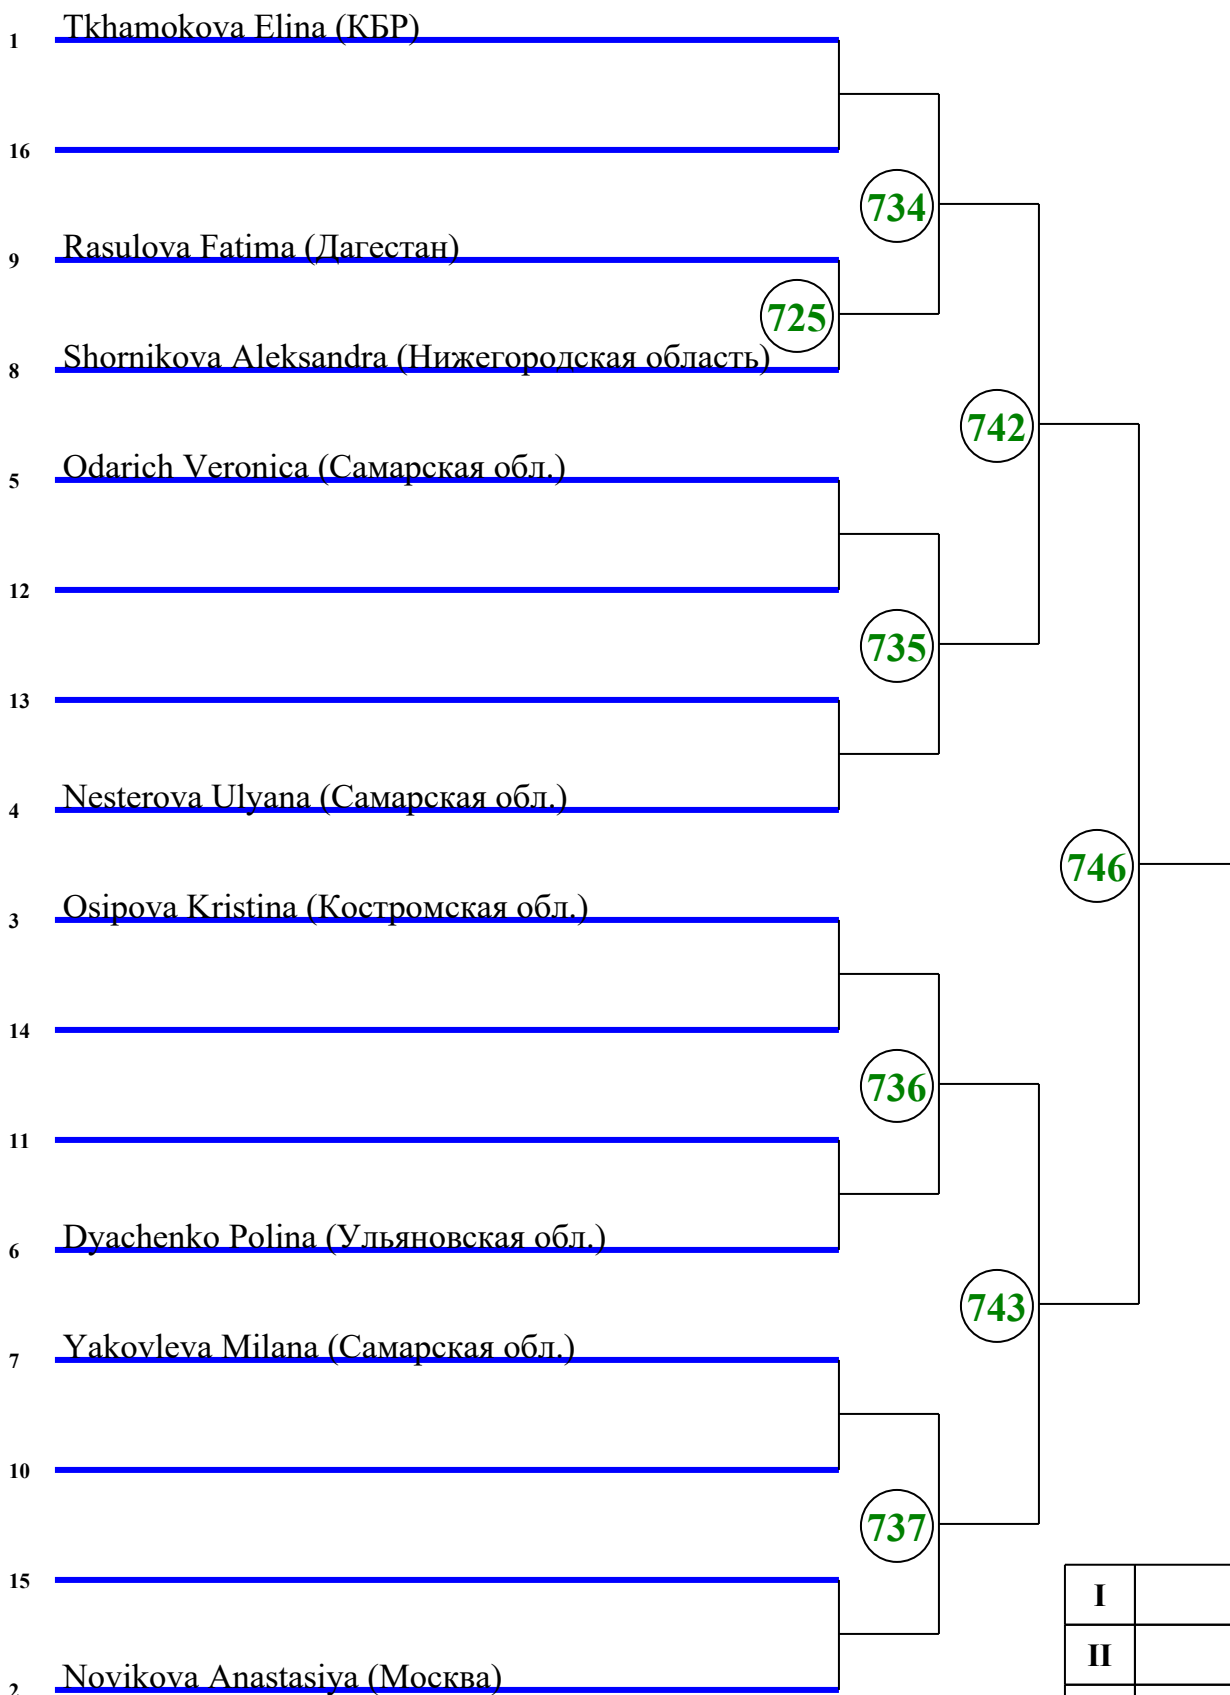 1 Tkhamokova Elina (КБР)
16
734
9 Rasulova Fatima (Дагестан)
725
8 Shornikova Aleksandra (Нижегородская область)
742
5 Odarich Veronica (Самарская обл.)
12
735
13
4 Nesterova Ulyana (Самарская обл.)
746
3 Osipova Kristina (Костромская обл.)
14
736
11
6 Dyachenko Polina (Ульяновская обл.)
743
7 Yakovleva Milana (Самарская обл.)
10
737
15
I
II
2 Novikova Anastasiya (Москва)